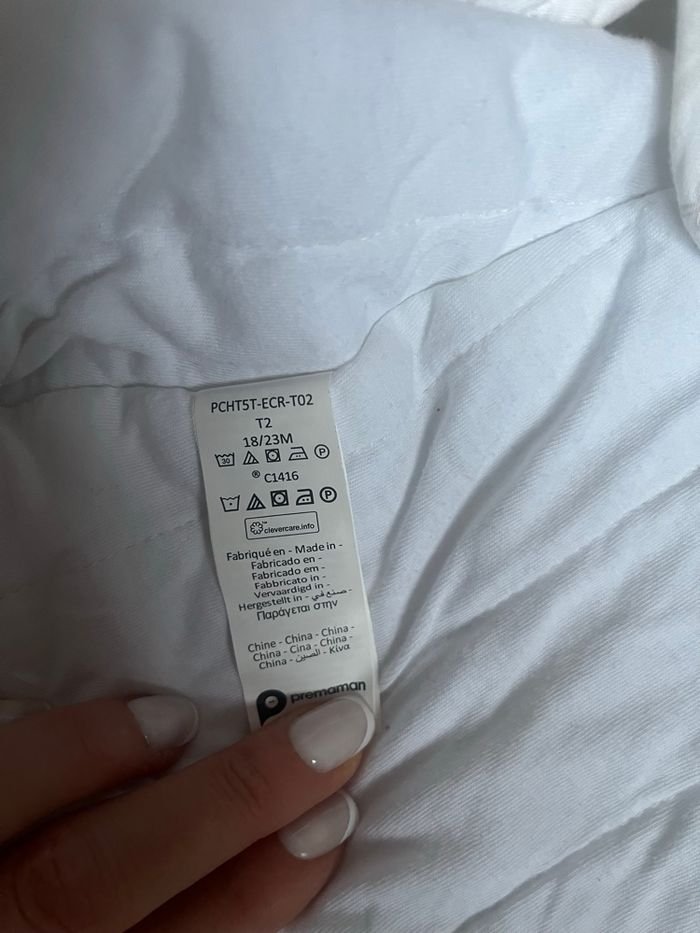 PCHT5T-ECR-T02
T2
18/23M
30 P
® C1416
P
clevercare.info
Fabriqué en - Made in -
Fabricado en -
Fabricado em -
Fabbricato in -
Vervaardigd in -
Hergestellt in - صنع في -
Παράγεται στην
Chine - China - China -
China - Cina - China -
China - الصين - Κίνα
premaman